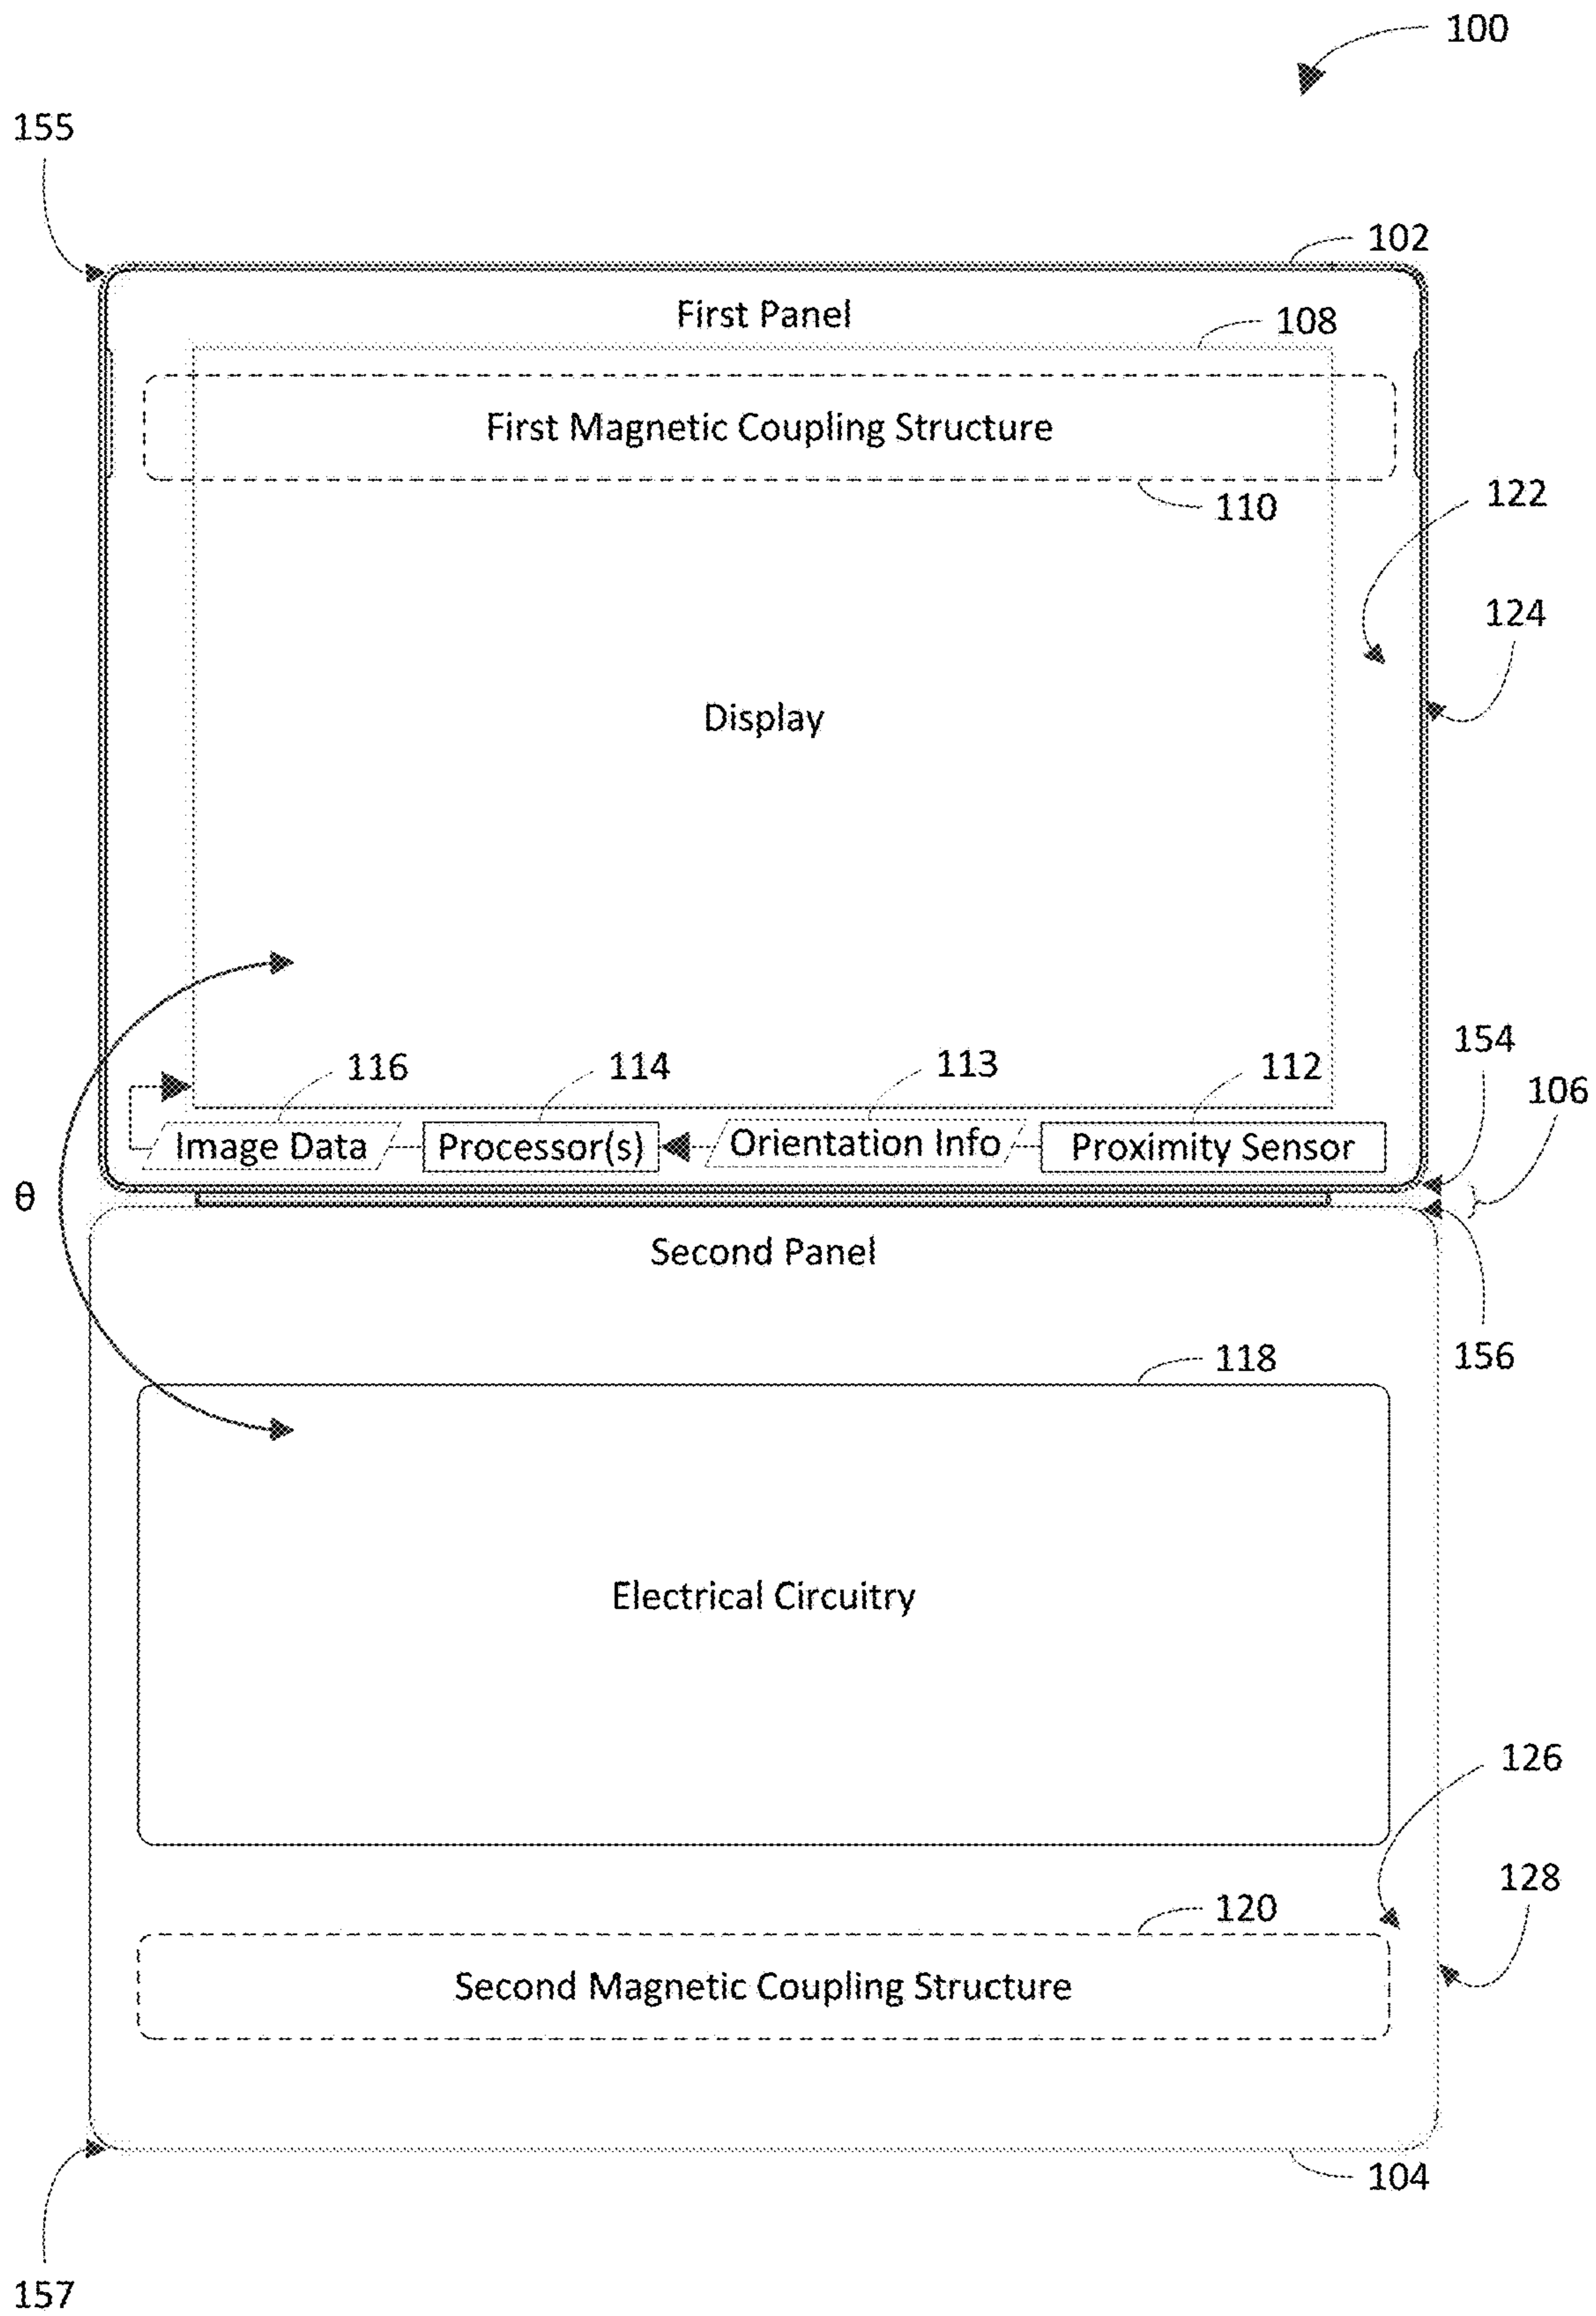 100
155
102
First Panel
108
First Magnetic Coupling Structure
110
122
124
Display
154
116
114
113
112
106
Image Data
Processor(s)
Orientation Info
Proximity Sensor
θ
Second Panel
156
118
Electrical Circuitry
126
128
120
Second Magnetic Coupling Structure
104
157